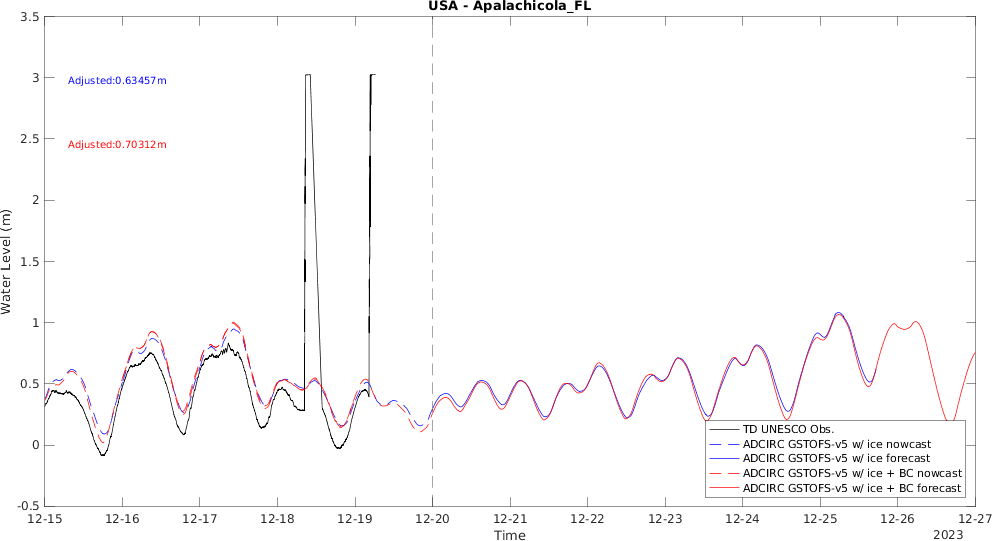 USA - Apalachicola_FL
3.5
3
2.5
2
1.5
1
0.5
0
-0.5
Water Level (m)
Adjusted:0.63457m
Adjusted:0.70312m
TD UNESCO Obs.
ADCIRC GSTOFS-v5 w/ ice nowcast
ADCIRC GSTOFS-v5 w/ ice forecast
ADCIRC GSTOFS-v5 w/ ice + BC nowcast
ADCIRC GSTOFS-v5 w/ ice + BC forecast
12-15 12-16 12-17 12-18 12-19 12-20 12-21 12-22 12-23 12-24 12-25 12-26 12-27
Time
2023